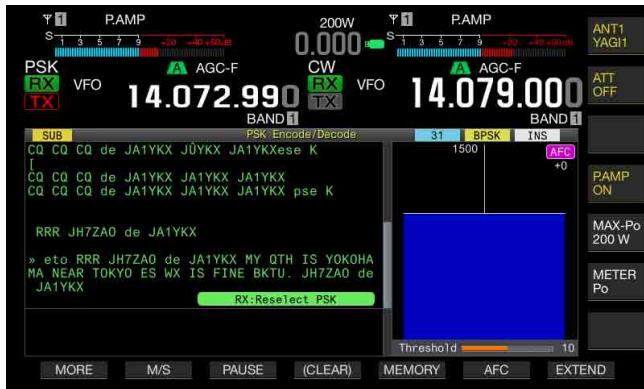 1 P.AMP 200W 1 P.AMP ANT1
YAGI1
S 1 3 5 7 9 +20 +40 +60dB 0.000 S 1 3 5 7 9 +20 +40 +60dB
PSK A AGC-F CW A AGC-F ATT
OFF
RX VFO RX VFO
TX 14.072.990 TX 14.079.000
BAND 1 BAND 1
SUB PSK Encode/Decode 31 BPSK INS
CQ CQ CQ de JA1YKX JÛYKX JA1YKXese K
[
CQ CQ CQ de JA1YKX JA1YKX JA1YKX
CQ CQ CQ de JA1YKX JA1YKX JA1YKX pse K
RRR JH7ZAO de JA1YKX
» eto RRR JH7ZAO de JA1YKX MY QTH IS YOKOHA
MA NEAR TOKYO ES WX IS FINE BKTU. JH7ZAO de
JA1YKX
RX:Reselect PSK
1500 AFC
+0
Threshold 10
P.AMP
ON
MAX-Po
200 W
METER
Po
MORE M/S PAUSE (CLEAR) MEMORY AFC EXTEND